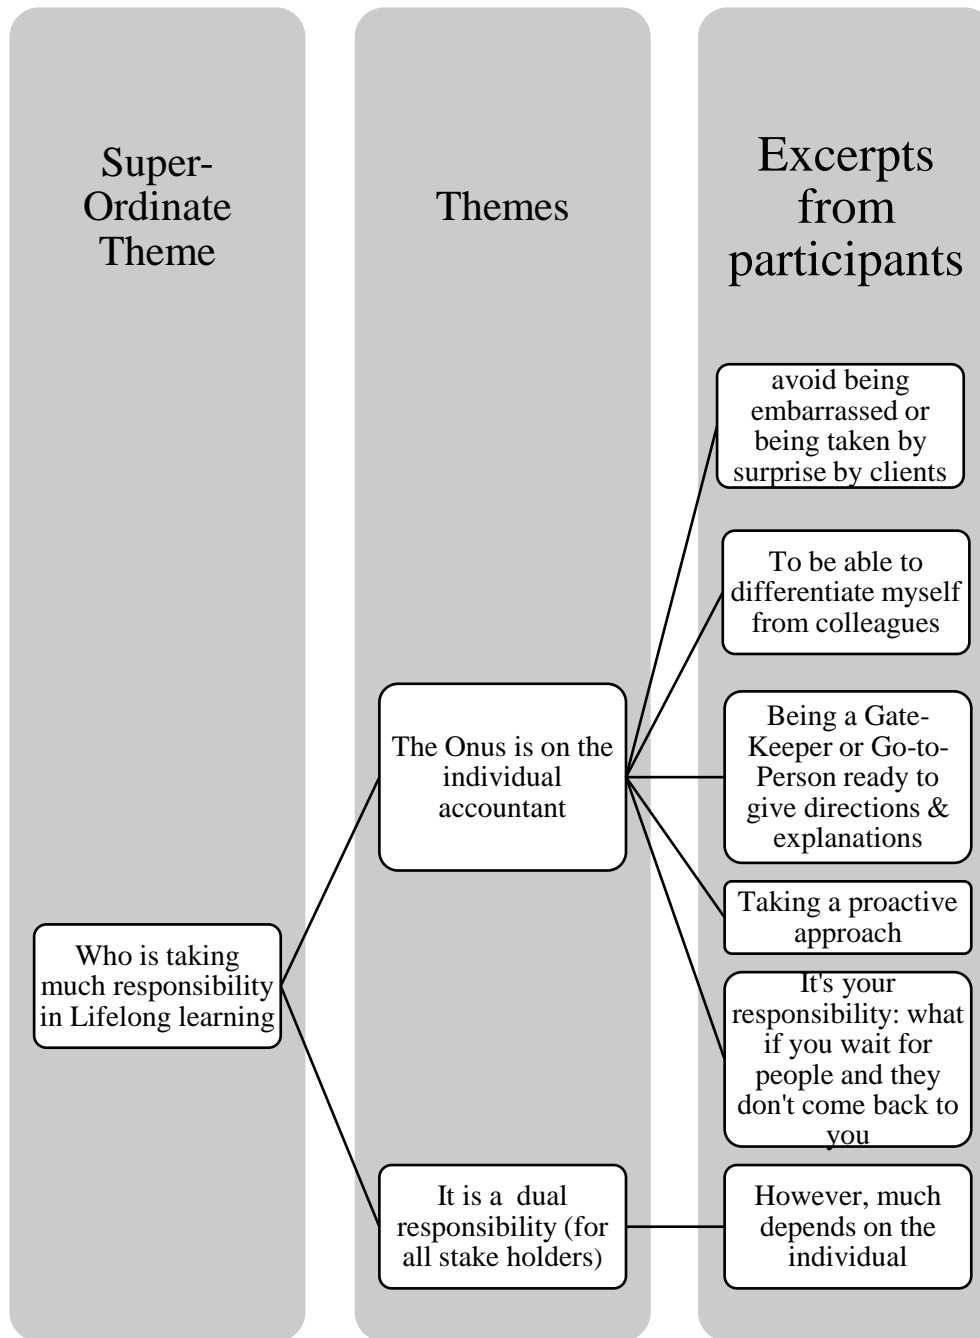 Super-
Ordinate
Theme
Themes
Excerpts
from
participants
Who is taking
much responsibility
in Lifelong learning
The Onus is on the
individual
accountant
avoid being
embarrassed or
being taken by
surprise by clients
To be able to
differentiate myself
from colleagues
Being a Gate-
Keeper or Go-to-
Person ready to
give directions &
explanations
Taking a proactive
approach
It's your
responsibility: what
if you wait for
people and they
don't come back to
you
It is a  dual
responsibility (for
all stake holders)
However, much
depends on the
individual